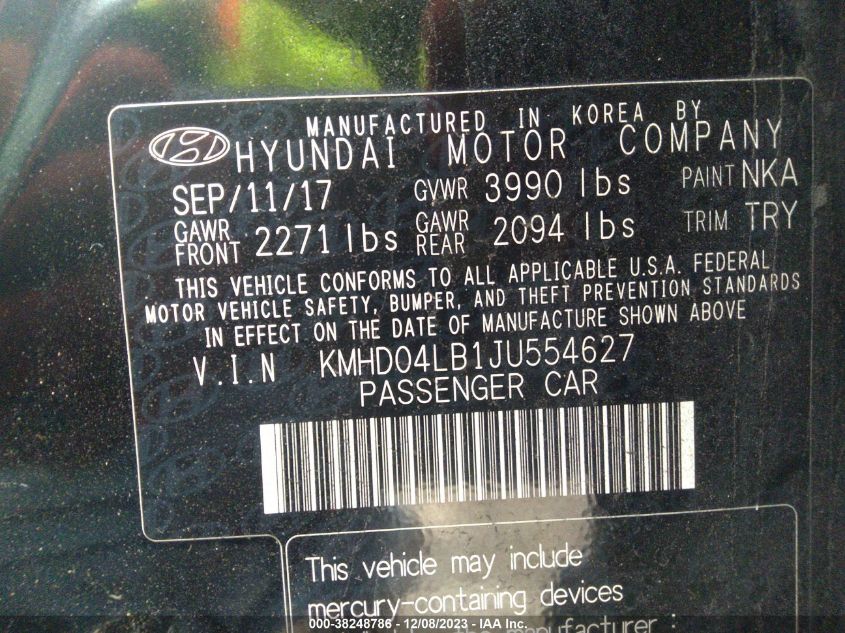 MANUFACTURED IN KOREA BY
HYUNDAI MOTOR COMPANY
SEP/11/17 GVWR 3990 lbs PAINT NKA
GAWR FRONT 2271 lbs GAWR REAR 2094 lbs TRIM TRY
THIS VEHICLE CONFORMS TO ALL APPLICABLE U.S.A. FEDERAL
MOTOR VEHICLE SAFETY, BUMPER, AND THEFT PREVENTION STANDARDS
IN EFFECT ON THE DATE OF MANUFACTURE SHOWN ABOVE
V.I.N KMHD04LB1JU554627
PASSENGER CAR
This vehicle may include
mercury-containing devices
the manufacturer :
000-38248786 - 12/08/2023 - IAA Inc.